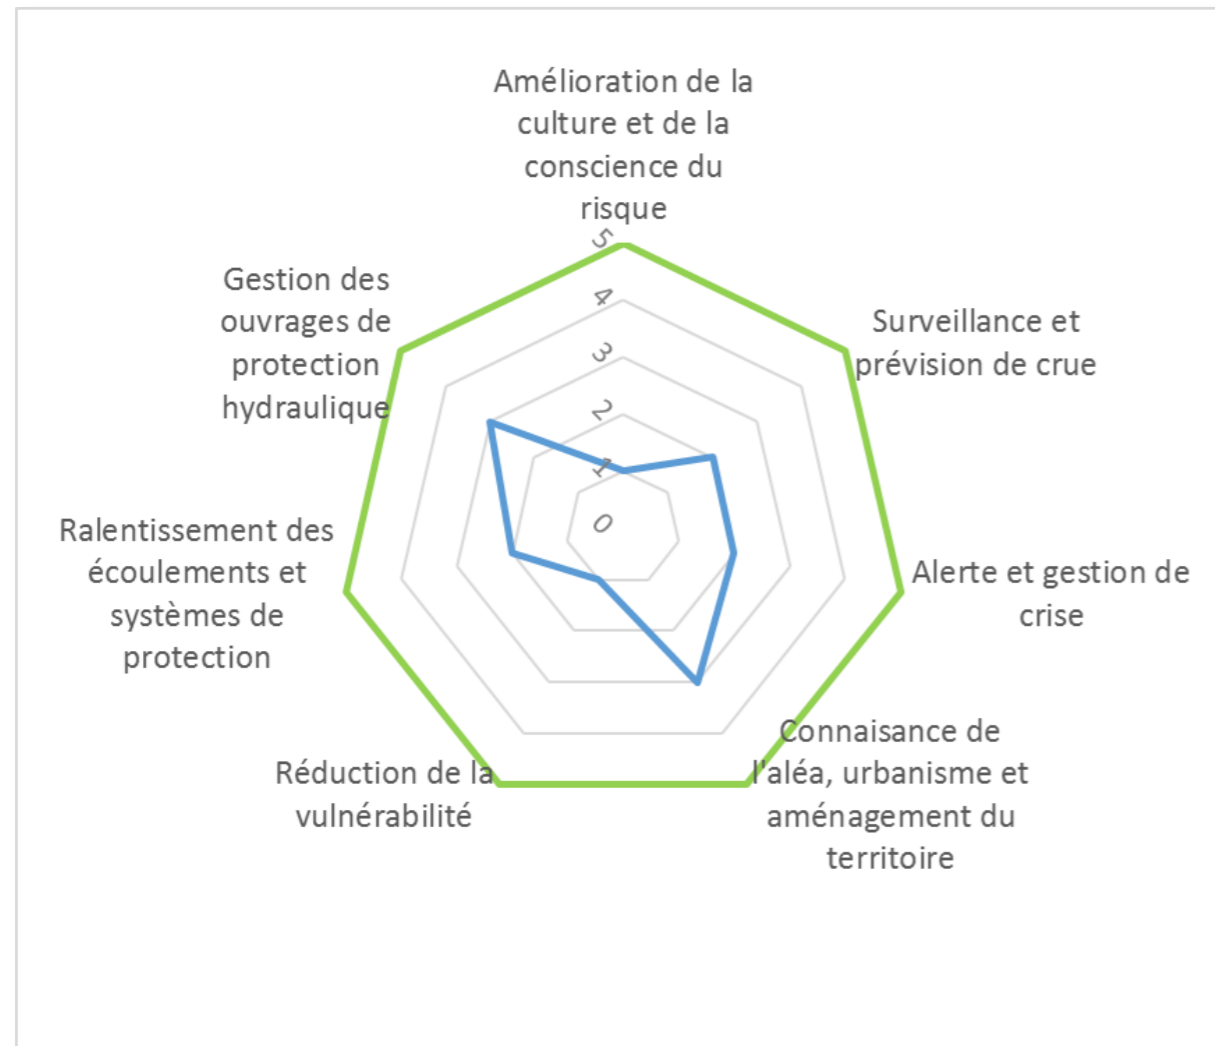 Amélioration de la
culture et de la
conscience du
risque
5
4
3
2
1
0
Surveillance et
prévision de crue
Alerte et gestion de
crise
Connaisance de
l'aléa, urbanisme et
aménagement du
territoire
Réduction de la
vulnérabilité
Ralentissement des
écoulements et
systèmes de
protection
Gestion des
ouvrages de
protection
hydraulique